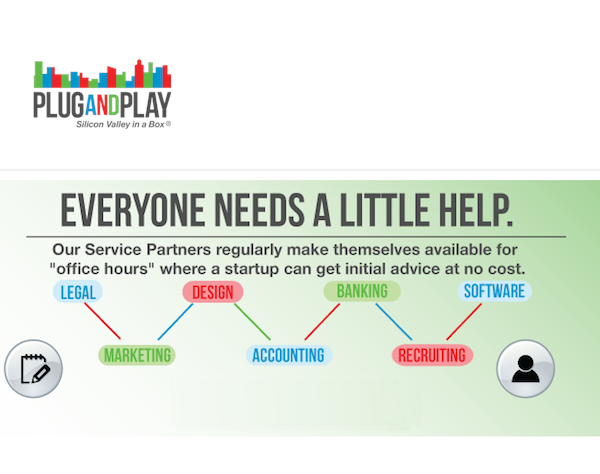 PLUGANDPLAY
Silicon Valley in a Box®
EVERYONE NEEDS A LITTLE HELP.
Our Service Partners regularly make themselves available for
"office hours" where a startup can get initial advice at no cost.
LEGAL DESIGN BANKING SOFTWARE
MARKETING ACCOUNTING RECRUITING